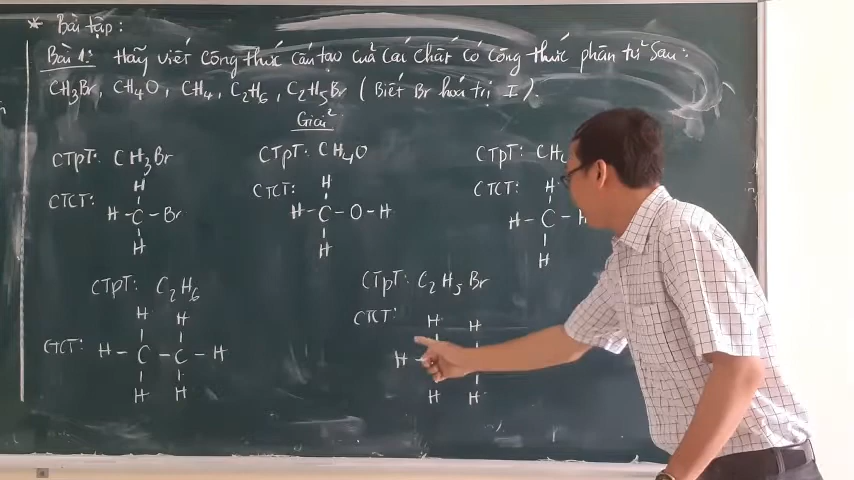 * Bài tập:
Bài 1: Hãy viết công thức cấu tạo của các chất có công thức phân tử sau:
CH3Br, CH4O, CH4, C2H6, C2H5Br (Biết Br hoá trị I).
Giải
CTPT: CH3Br
CTPT: CH4O
CTPT:
CTCT:
H
H-C-Br
H
CTCT:
H
H-C-O-H
H
CTCT:
H
H-C-H
H
CTPT: C2H6
CTPT: C2H5Br
CTCT:
H H
H-C-C-H
H H
CTCT:
H H
H-
H H